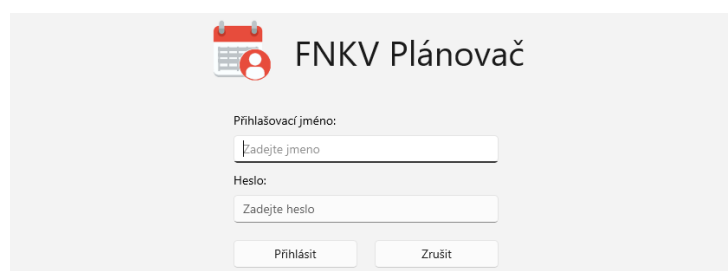 FNKV Plánovač
Přihlašovací jméno:
Zadejte jmeno
Heslo:
Zadejte heslo
Přihlásit Zrušit